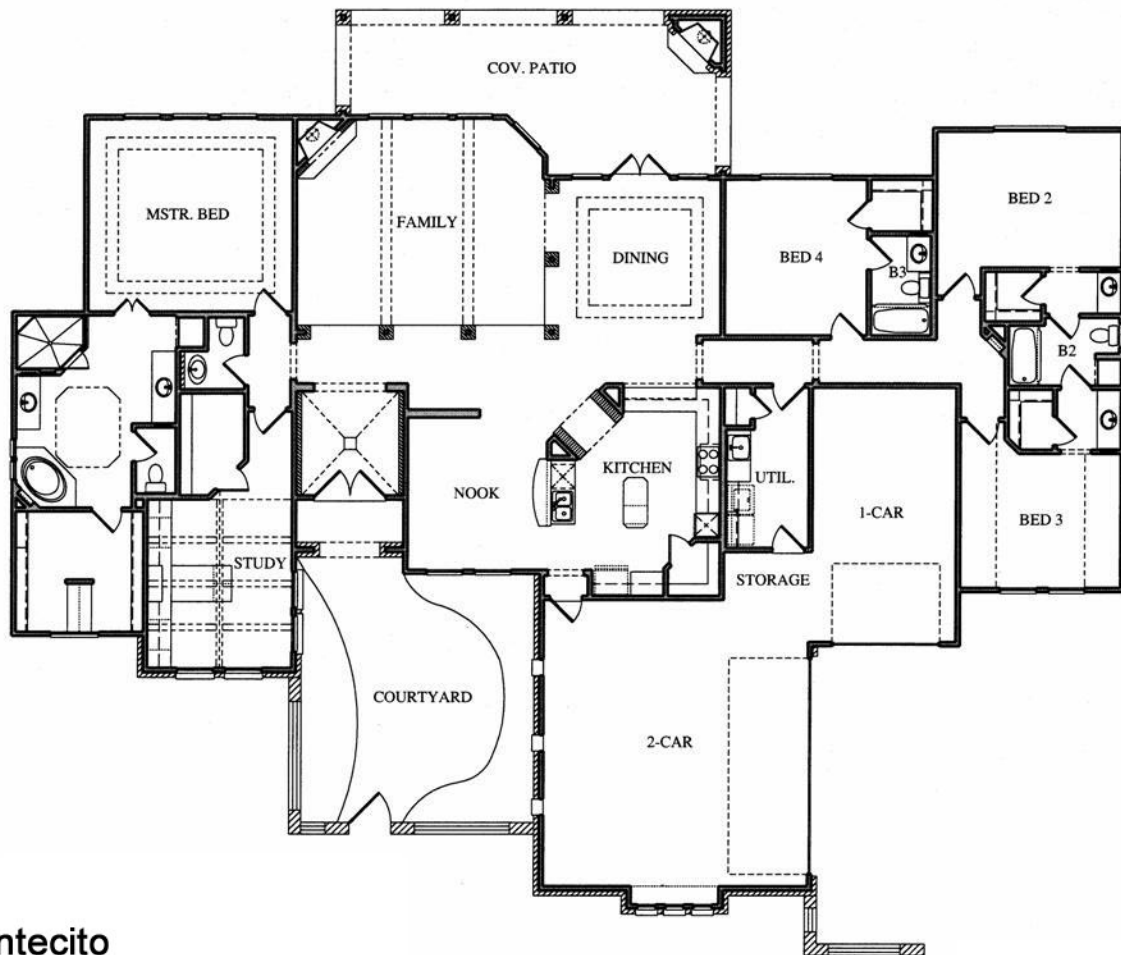 COV. PATIO
MSTR. BED
FAMILY
DINING
BED 4
B3
BED 2
B2
KITCHEN
NOOK
UTIL.
1-CAR
BED 3
STUDY
STORAGE
COURTYARD
2-CAR
ntecito